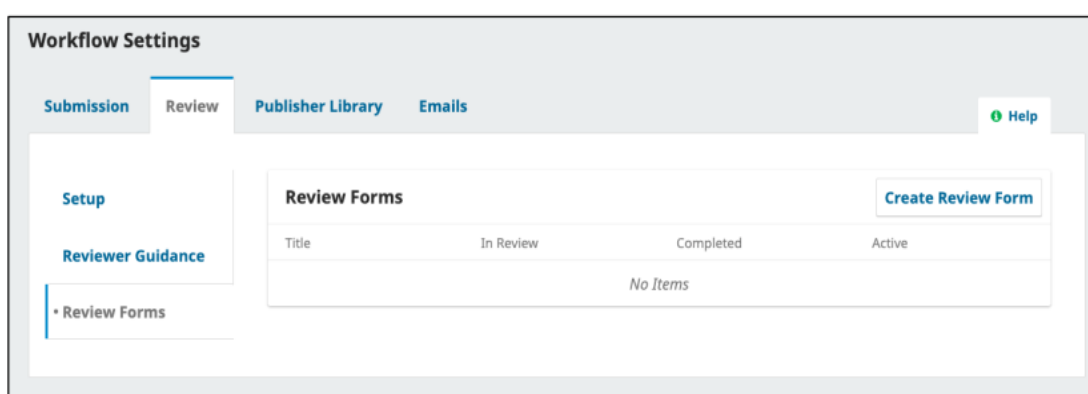 Workflow Settings
Submission Review Publisher Library Emails
Help
Setup
Reviewer Guidance
• Review Forms
Review Forms Create Review Form
Title In Review Completed Active
No Items